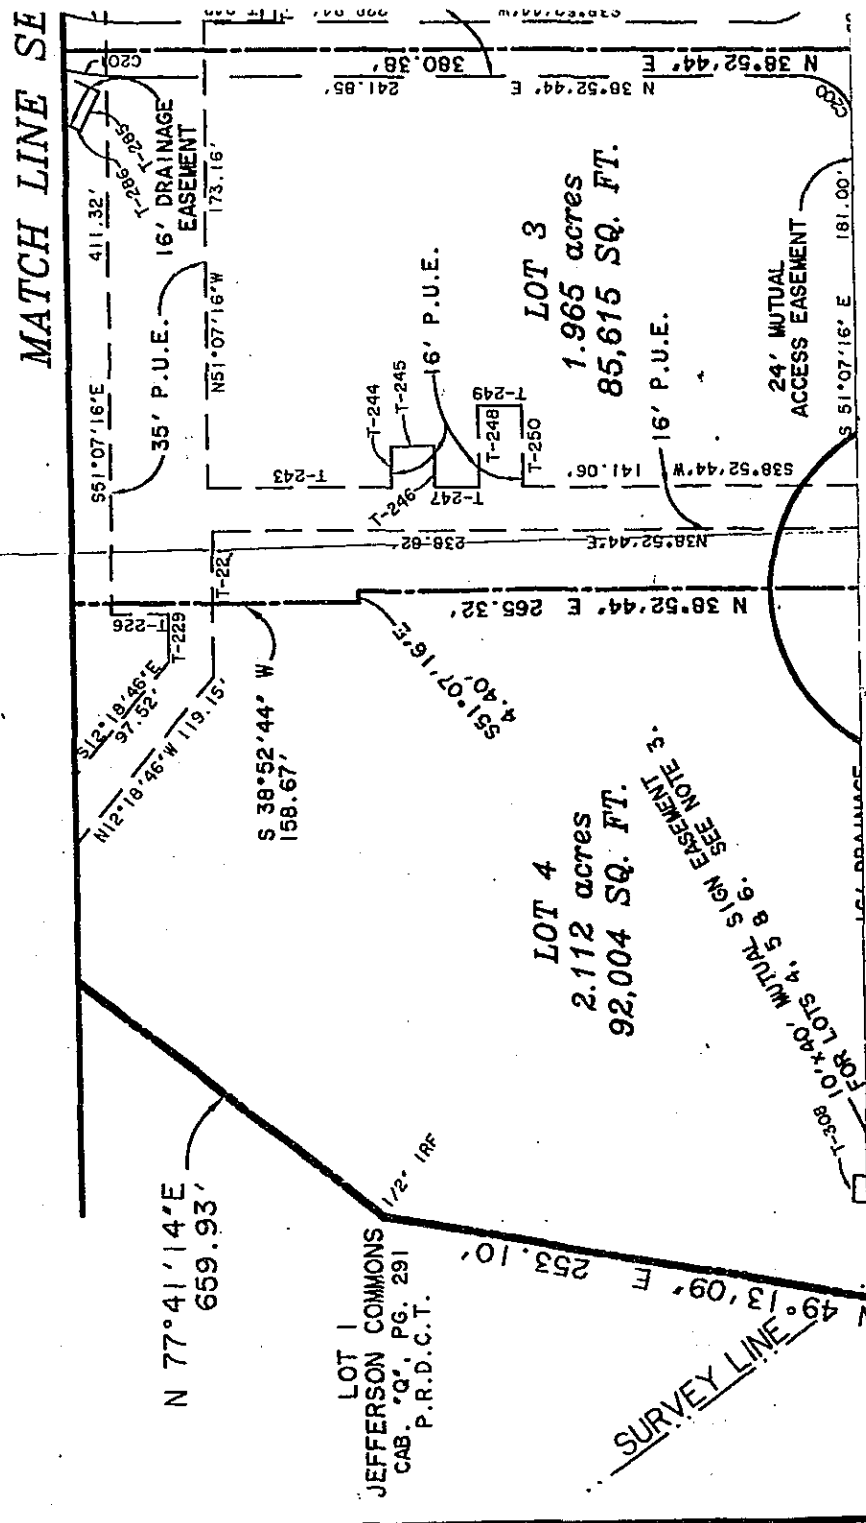 MATCH LINE SE
N 38°52'44" E
380.38'
N 38°52'44" E
241.85'
C201
C200
T-285
T-286
16' DRAINAGE
EASEMENT
411.32'
S51°07'16"E
173.16'
N51°07'16"W
35' P.U.E.
LOT 3
1.965 acres
85,615 SQ. FT.
24' MUTUAL
ACCESS EASEMENT
S 51°07'16" E
181.00'
16' P.U.E.
T-244
T-245
T-246
T-247
T-248
T-249
T-250
T-243
S38°52'44"W
141.06'
16' P.U.E.
N38°52'44"E
238.82'
T-22
N 38°52'44" E
265.32'
T-226
T-229
S12°18'46"E
97.52'
N12°18'46"W 119.15'
S 38°52'44" W
158.67'
S51°07'16"E
4.40'
LOT 4
2.112 acres
92,004 SQ. FT.
10'x40' MUTUAL SIGN EASEMENT
FOR LOTS 4, 5 & 6. SEE NOTE 3.
T-308
N 77°41'14"E
659.93'
1/2" IRF
LOT 1
JEFFERSON COMMONS
CAB. "Q", PG. 291
P.R.D.C.T.
N 49°13'09" E
253.10'
SURVEY LINE